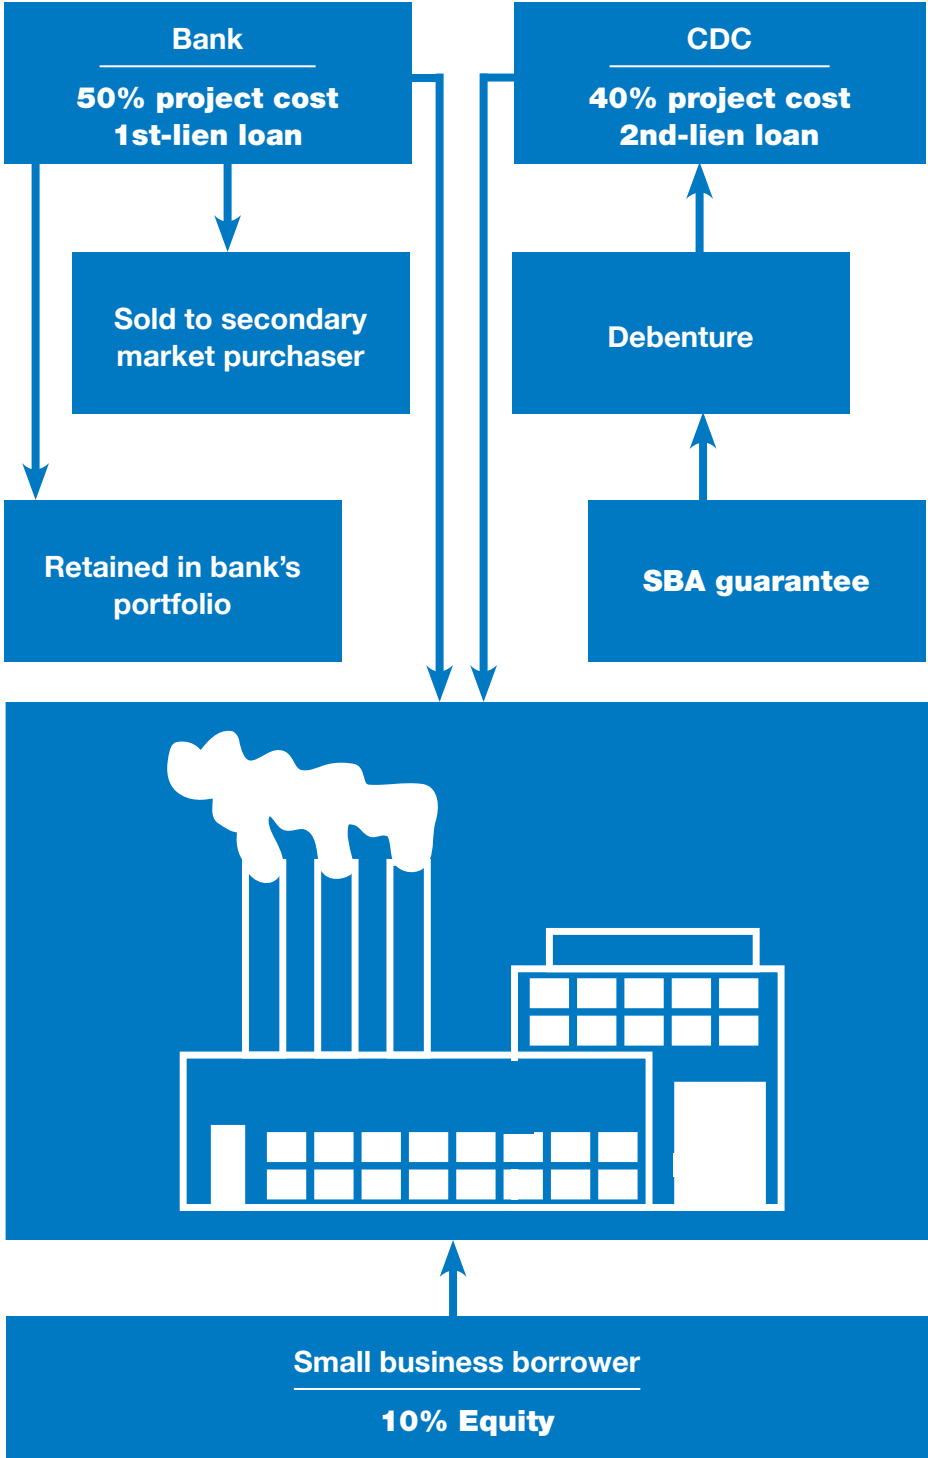 Bank
50% project cost
1st-lien loan
CDC
40% project cost
2nd-lien loan
Sold to secondary
market purchaser
Debenture
Retained in bank’s
portfolio
SBA guarantee
Small business borrower
10% Equity